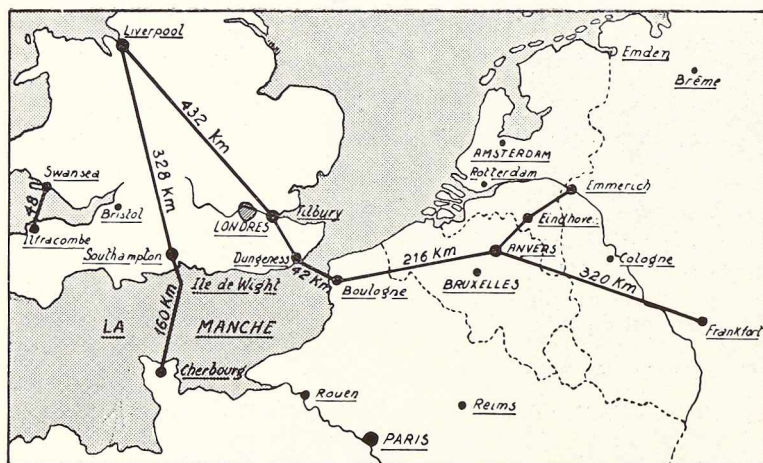 Liverpool
Emden
Brême
432 Km
328 Km
AMSTERDAM
Rotterdam
Swansea
Emmerich
48
Bristol
LONDRES
Tilbury
Eindhove
Ilfracombe
Southampton
Dungeness
216 Km
ANVERS
Cologne
42 Km
BRUXELLES
Ile de Wight
Boulogne
320 Km
160 Km
LA MANCHE
Frankfort
Cherbourg
Rouen
Reims
PARIS